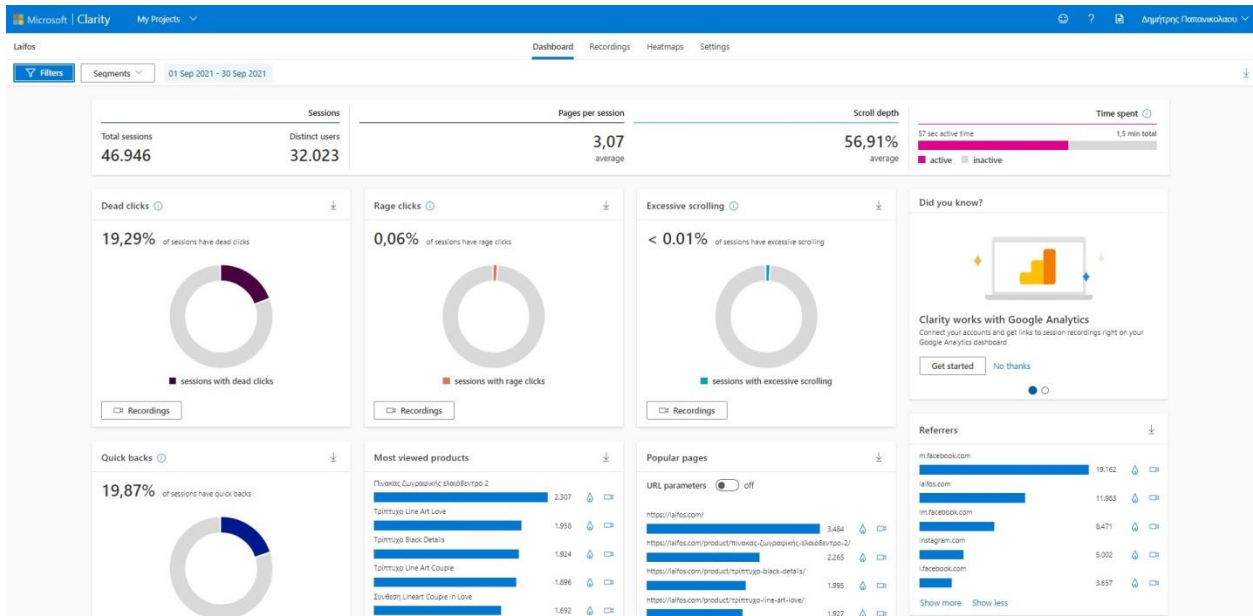 Microsoft | Clarity
My Projects
Δημήτρης Παπανικολαου
Laifos
Dashboard Recordings Heatmaps Settings
Filters
Segments
01 Sep 2021 - 30 Sep 2021
Sessions
Total sessions
Distinct users
46.946
32.023
Pages per session
3,07
average
Scroll depth
56,91%
average
Time spent
57 sec active time
1,5 min total
active inactive
Dead clicks
19,29% of sessions have dead clicks
sessions with dead clicks
Recordings
Rage clicks
0,06% of sessions have rage clicks
sessions with rage clicks
Recordings
Excessive scrolling
< 0.01% of sessions have excessive scrolling
sessions with excessive scrolling
Recordings
Did you know?
Clarity works with Google Analytics
Connect your accounts and get links to session recordings right on your
Google Analytics dashboard
Get started No thanks
Quick backs
19,87% of sessions have quick backs
Most viewed products
Πίνακας ζωγραφικής ελαιόδεντρο 2
2.307
Τρίπτυχο Line Art Love
1.958
Τρίπτυχο Black Details
1.924
Τρίπτυχο Line Art Couple
1.896
Σύνθεση Lineart Couple in Love
1.692
Popular pages
URL parameters off
https://laifos.com/
3.484
https://laifos.com/product/πίνακας-ζωγραφικής-ελαιόδεντρο-2/
2.265
https://laifos.com/product/τρίπτυχο-black-details/
1.995
https://laifos.com/product/τρίπτυχο-line-art-love/
1.927
Referrers
m.facebook.com
19.162
laifos.com
11.983
lm.facebook.com
8.471
instagram.com
5.002
l.facebook.com
3.657
Show more Show less